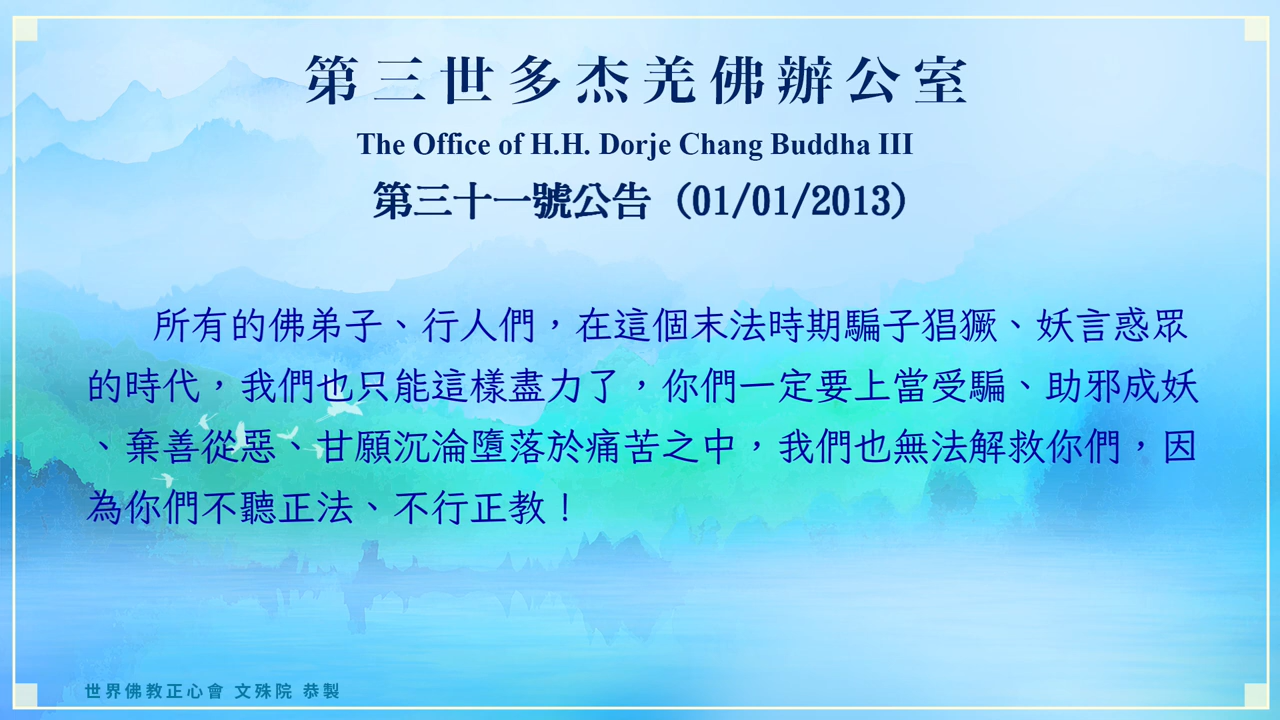 第三世多杰羌佛辦公室
The Office of H.H. Dorje Chang Buddha III
第三十一號公告（01/01/2013）
所有的佛弟子、行人們，在這個末法時期騙子猖獗、妖言惑眾
的時代，我們也只能這樣盡力了，你們一定要上當受騙、助邪成妖
、棄善從惡、甘願沉淪墮落於痛苦之中，我們也無法解救你們，因
為你們不聽正法、不行正教！
世界佛教正心會 文殊院 恭製